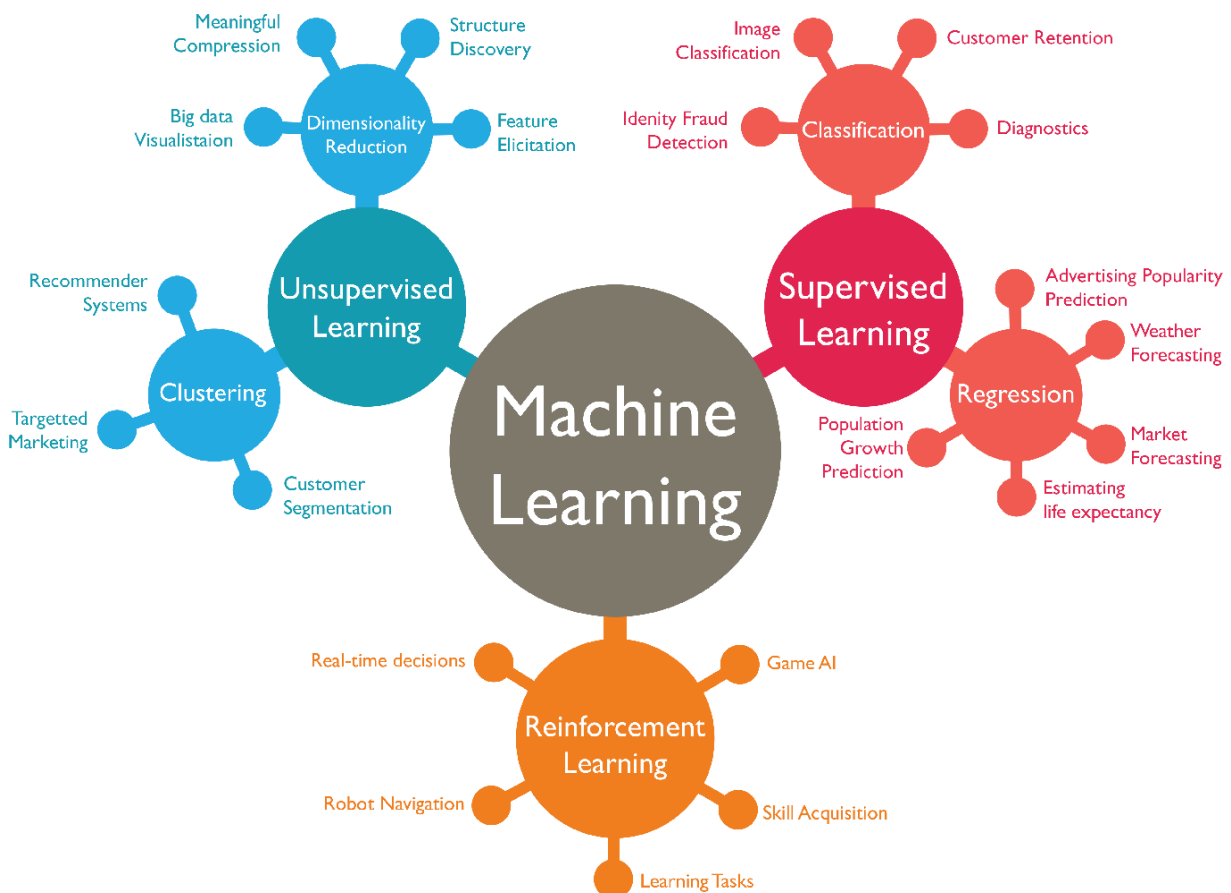 Meaningful
Compression
Structure
Discovery
Big data
Visualistaion
Dimensionality
Reduction
Feature
Elicitation
Image
Classification
Customer Retention
Idenity Fraud
Detection
Classification
Diagnostics
Unsupervised
Learning
Recommender
Systems
Clustering
Targetted
Marketing
Customer
Segmentation
Supervised
Learning
Advertising Popularity
Prediction
Weather
Forecasting
Regression
Population
Growth
Prediction
Market
Forecasting
Estimating
life expectancy
Machine
Learning
Real-time decisions
Game AI
Reinforcement
Learning
Robot Navigation
Skill Acquisition
Learning Tasks